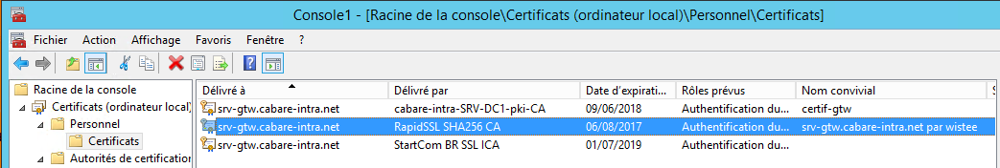 Console1 - [Racine de la console\Certificats (ordinateur local)\Personnel\Certificats]
Fichier Action Affichage Favoris Fenêtre ?
Racine de la console
Certificats (ordinateur local)
Personnel
Certificats
Autorités de certification
Délivré à Délivré par Date d'expirati... Rôles prévus Nom convivial S
srv-gtw.cabare-intra.net cabare-intra-SRV-DC1-pki-CA 09/06/2018 Authentification du... certif-gtw
srv-gtw.cabare-intra.net RapidSSL SHA256 CA 06/08/2017 Authentification du... srv-gtw.cabare-intra.net par wistee
srv-gtw.cabare-intra.net StartCom BR SSL ICA 01/07/2019 Authentification du...